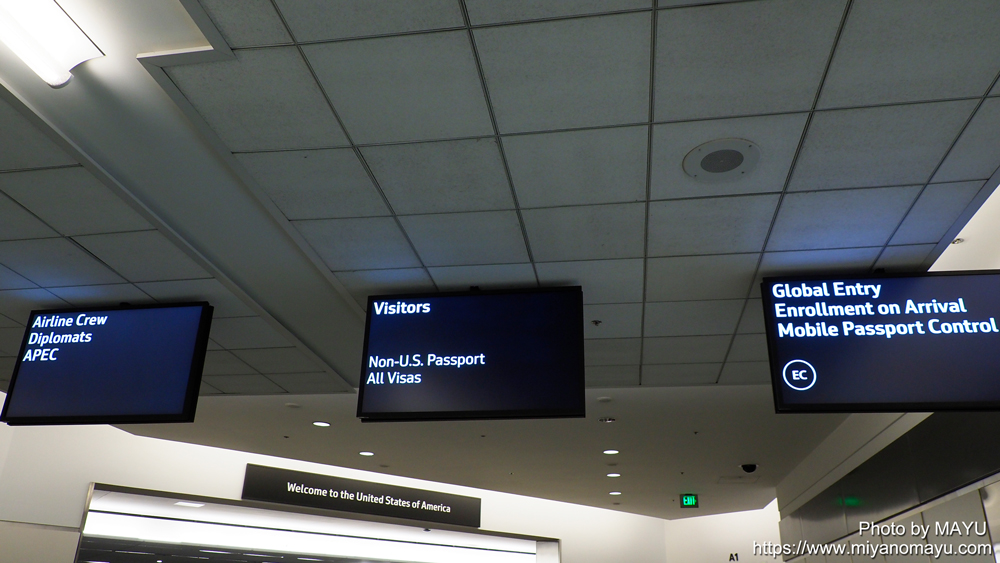 Airline Crew
Diplomats
APEC
Visitors
Non-U.S. Passport
All Visas
Global Entry
Enrollment on Arrival
Mobile Passport Control
EC
Welcome to the United States of America
EXIT
A1
Photo by MAYU
https://www.miyanomayu.com/